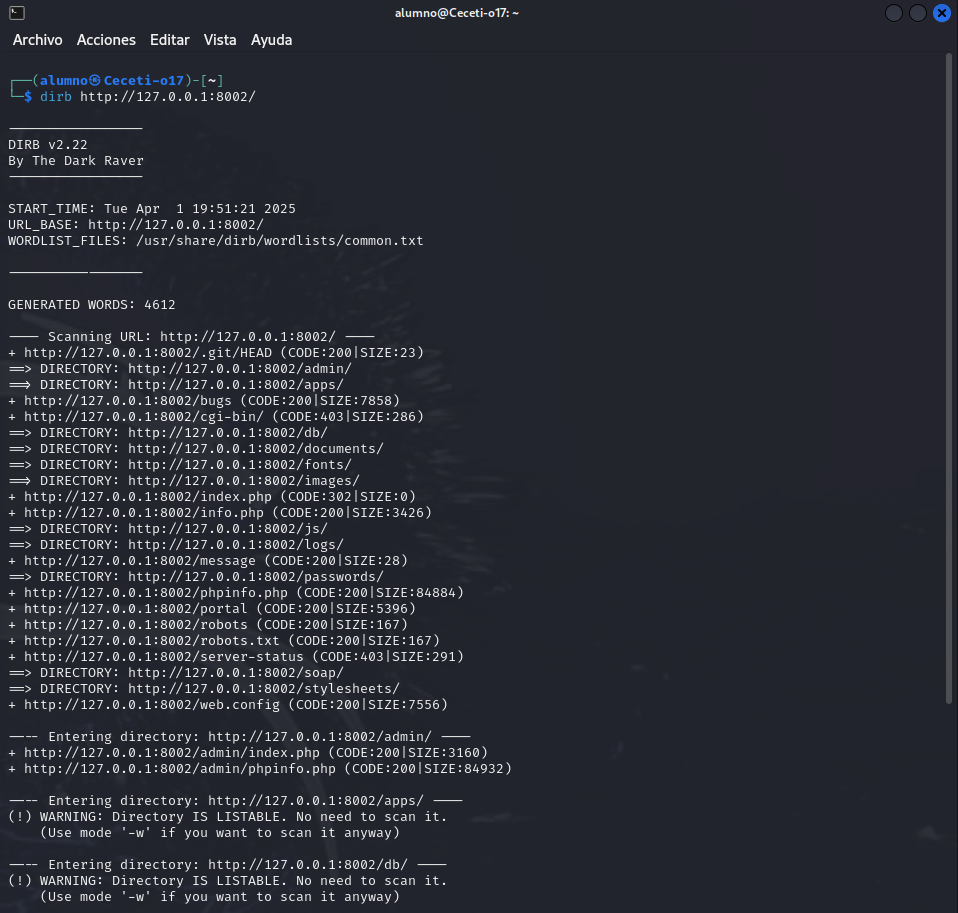 alumno@Ceceti-o17: ~
Archivo Acciones Editar Vista Ayuda
┌──(alumno㉿Ceceti-o17)-[~]
└─$ dirb http://127.0.0.1:8002/
-----------------
DIRB v2.22
By The Dark Raver
-----------------
START_TIME: Tue Apr  1 19:51:21 2025
URL_BASE: http://127.0.0.1:8002/
WORDLIST_FILES: /usr/share/dirb/wordlists/common.txt
-----------------
GENERATED WORDS: 4612
---- Scanning URL: http://127.0.0.1:8002/ ----
+ http://127.0.0.1:8002/.git/HEAD (CODE:200|SIZE:23)
==> DIRECTORY: http://127.0.0.1:8002/admin/
==> DIRECTORY: http://127.0.0.1:8002/apps/
+ http://127.0.0.1:8002/bugs (CODE:200|SIZE:7858)
+ http://127.0.0.1:8002/cgi-bin/ (CODE:403|SIZE:286)
==> DIRECTORY: http://127.0.0.1:8002/db/
==> DIRECTORY: http://127.0.0.1:8002/documents/
==> DIRECTORY: http://127.0.0.1:8002/fonts/
==> DIRECTORY: http://127.0.0.1:8002/images/
+ http://127.0.0.1:8002/index.php (CODE:302|SIZE:0)
+ http://127.0.0.1:8002/info.php (CODE:200|SIZE:3426)
==> DIRECTORY: http://127.0.0.1:8002/js/
==> DIRECTORY: http://127.0.0.1:8002/logs/
+ http://127.0.0.1:8002/message (CODE:200|SIZE:28)
==> DIRECTORY: http://127.0.0.1:8002/passwords/
+ http://127.0.0.1:8002/phpinfo.php (CODE:200|SIZE:84884)
+ http://127.0.0.1:8002/portal (CODE:200|SIZE:5396)
+ http://127.0.0.1:8002/robots (CODE:200|SIZE:167)
+ http://127.0.0.1:8002/robots.txt (CODE:200|SIZE:167)
+ http://127.0.0.1:8002/server-status (CODE:403|SIZE:291)
==> DIRECTORY: http://127.0.0.1:8002/soap/
==> DIRECTORY: http://127.0.0.1:8002/stylesheets/
+ http://127.0.0.1:8002/web.config (CODE:200|SIZE:7556)
---- Entering directory: http://127.0.0.1:8002/admin/ ----
+ http://127.0.0.1:8002/admin/index.php (CODE:200|SIZE:3160)
+ http://127.0.0.1:8002/admin/phpinfo.php (CODE:200|SIZE:84932)
---- Entering directory: http://127.0.0.1:8002/apps/ ----
(!) WARNING: Directory IS LISTABLE. No need to scan it.
    (Use mode '-w' if you want to scan it anyway)
---- Entering directory: http://127.0.0.1:8002/db/ ----
(!) WARNING: Directory IS LISTABLE. No need to scan it.
    (Use mode '-w' if you want to scan it anyway)